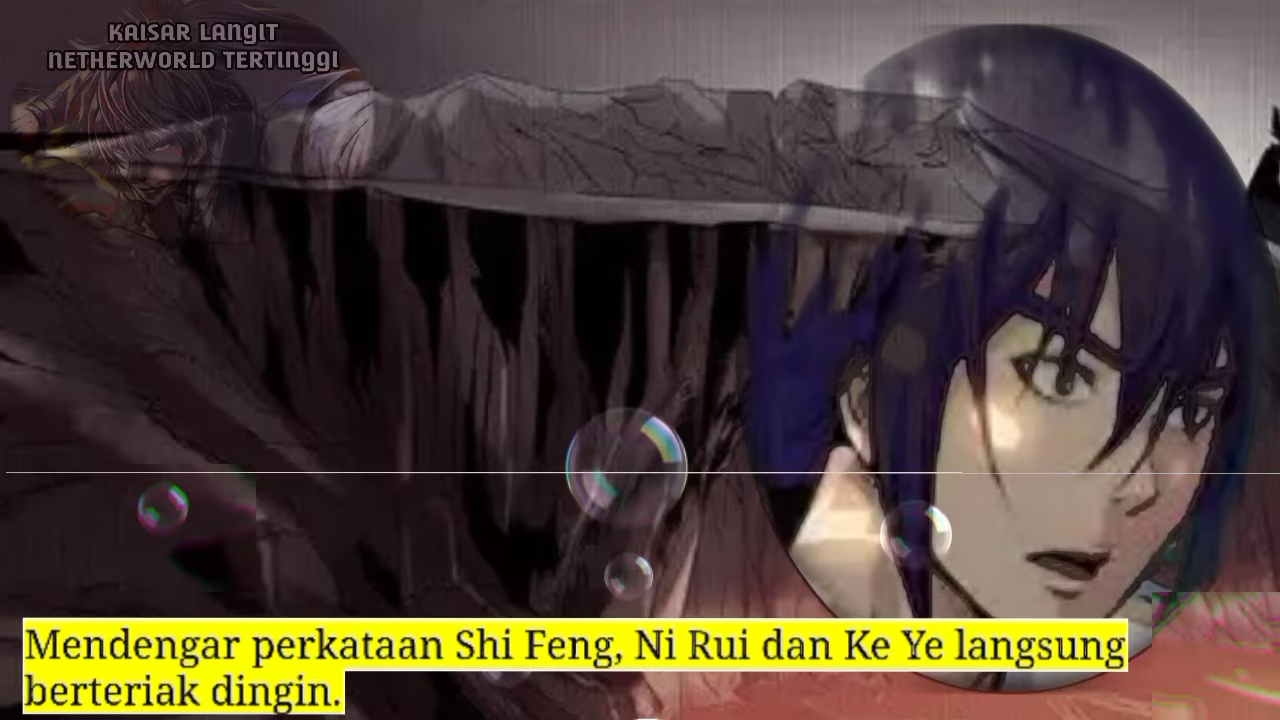 KAISAR LANGIT
NETHERWORLD TERTINGGI
Mendengar perkataan Shi Feng, Ni Rui dan Ke Ye langsung
berteriak dingin.